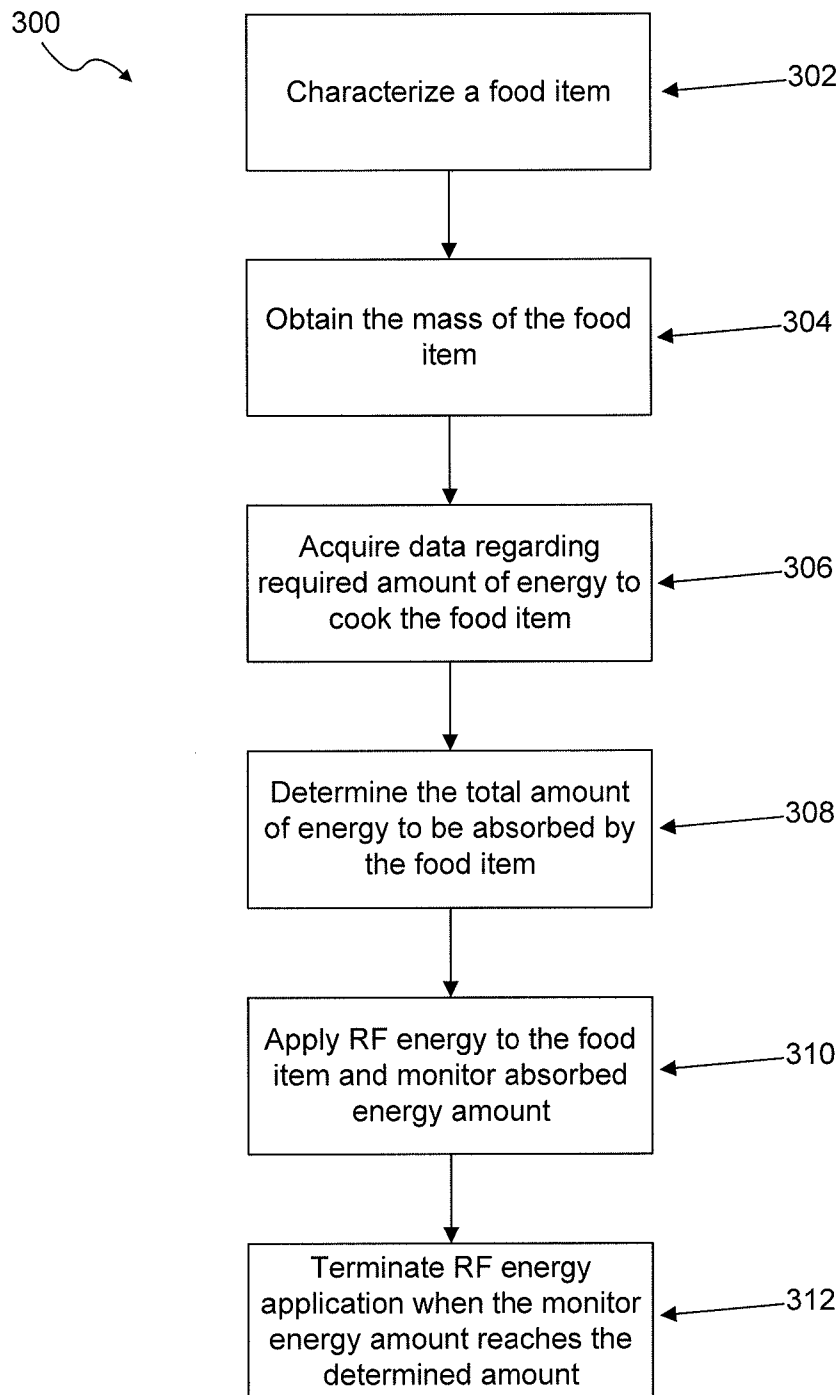 300
Characterize a food item
302
Obtain the mass of the food
item
304
Acquire data regarding
required amount of energy to
cook the food item
306
Determine the total amount
of energy to be absorbed by
the food item
308
Apply RF energy to the food
item and monitor absorbed
energy amount
310
Terminate RF energy
application when the monitor
energy amount reaches the
determined amount
312